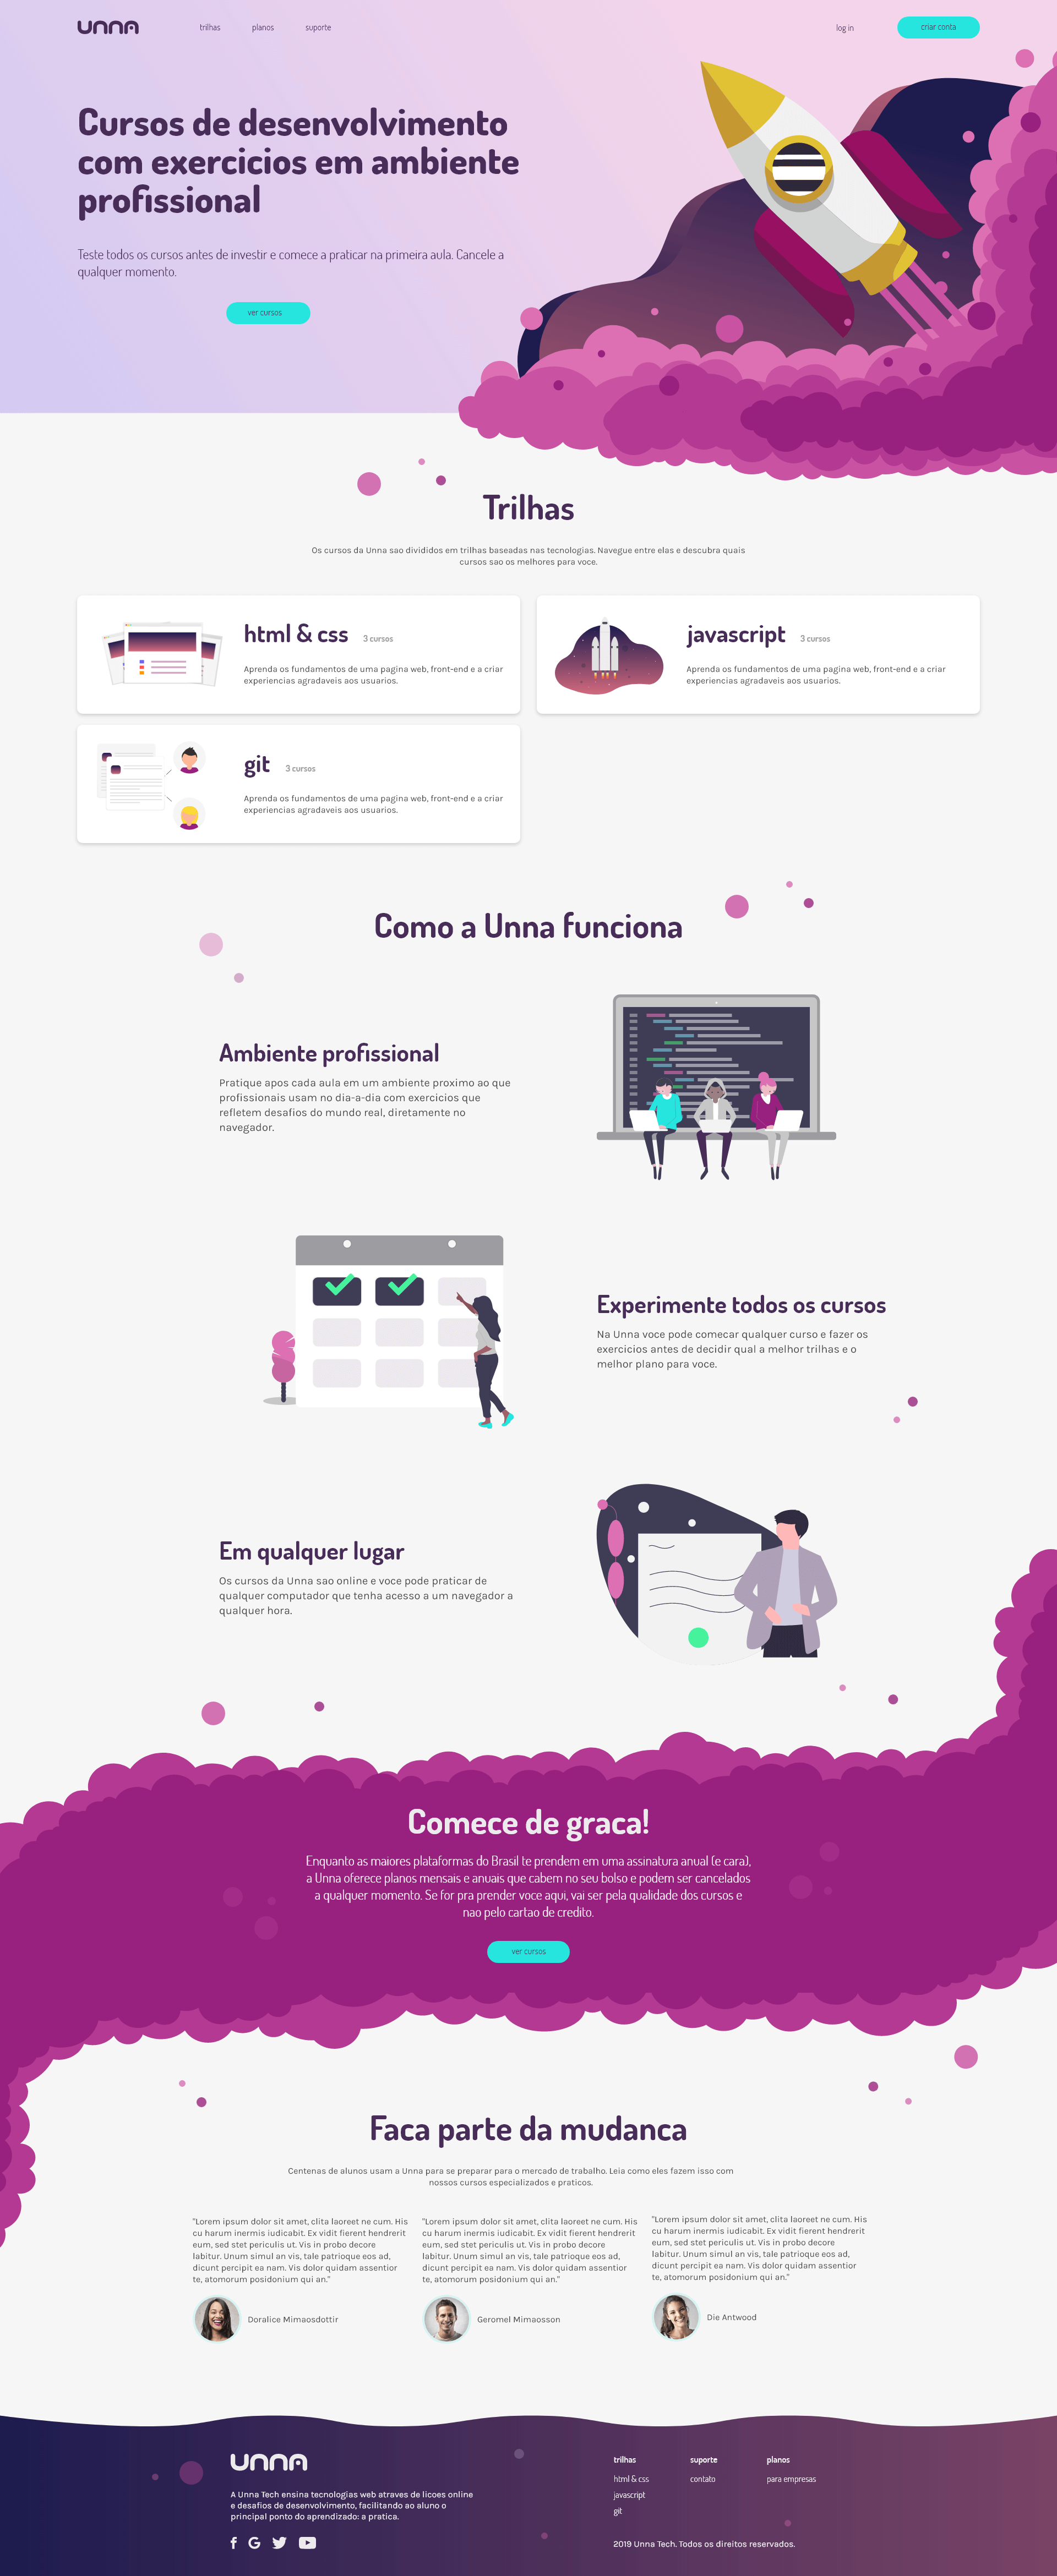 unna
trilhas planos suporte
log in
criar conta
Cursos de desenvolvimento
com exercicios em ambiente
profissional
Teste todos os cursos antes de investir e comece a praticar na primeira aula. Cancele a
qualquer momento.
ver cursos
Trilhas
Os cursos da Unna sao divididos em trilhas baseadas nas tecnologias. Navegue entre elas e descubra quais
cursos sao os melhores para voce.
html & css 3 cursos
Aprenda os fundamentos de uma pagina web, front-end e a criar
experiencias agradaveis aos usuarios.
javascript 3 cursos
Aprenda os fundamentos de uma pagina web, front-end e a criar
experiencias agradaveis aos usuarios.
git 3 cursos
Aprenda os fundamentos de uma pagina web, front-end e a criar
experiencias agradaveis aos usuarios.
Como a Unna funciona
Ambiente profissional
Pratique apos cada aula em um ambiente proximo ao que
profissionais usam no dia-a-dia com exercicios que
refletem desafios do mundo real, diretamente no
navegador.
Experimente todos os cursos
Na Unna voce pode comecar qualquer curso e fazer os
exercicios antes de decidir qual a melhor trilhas e o
melhor plano para voce.
Em qualquer lugar
Os cursos da Unna sao online e voce pode praticar de
qualquer computador que tenha acesso a um navegador a
qualquer hora.
Comece de graca!
Enquanto as maiores plataformas do Brasil te prendem em uma assinatura anual (e cara),
a Unna oferece planos mensais e anuais que cabem no seu bolso e podem ser cancelados
a qualquer momento. Se for pra prender voce aqui, vai ser pela qualidade dos cursos e
nao pelo cartao de credito.
ver cursos
Faca parte da mudanca
Centenas de alunos usam a Unna para se preparar para o mercado de trabalho. Leia como eles fazem isso com
nossos cursos especializados e praticos.
"Lorem ipsum dolor sit amet, clita laoreet ne cum. His
cu harum inermis iudicabit. Ex vidit fierent hendrerit
eum, sed stet periculis ut. Vis in probo decore
labitur. Unum simul an vis, tale patrioque eos ad,
dicunt percipit ea nam. Vis dolor quidam assentior
te, atomorum posidonium qui an."
Doralice Mimaosdottir
"Lorem ipsum dolor sit amet, clita laoreet ne cum. His
cu harum inermis iudicabit. Ex vidit fierent hendrerit
eum, sed stet periculis ut. Vis in probo decore
labitur. Unum simul an vis, tale patrioque eos ad,
dicunt percipit ea nam. Vis dolor quidam assentior
te, atomorum posidonium qui an."
Geromel Mimaosson
"Lorem ipsum dolor sit amet, clita laoreet ne cum. His
cu harum inermis iudicabit. Ex vidit fierent hendrerit
eum, sed stet periculis ut. Vis in probo decore
labitur. Unum simul an vis, tale patrioque eos ad,
dicunt percipit ea nam. Vis dolor quidam assentior
te, atomorum posidonium qui an."
Die Antwood
unna
A Unna Tech ensina tecnologias web atraves de licoes online
e desafios de desenvolvimento, facilitando ao aluno o
principal ponto do aprendizado: a pratica.
trilhas
html & css
javascript
git
suporte
contato
planos
para empresas
2019 Unna Tech. Todos os direitos reservados.